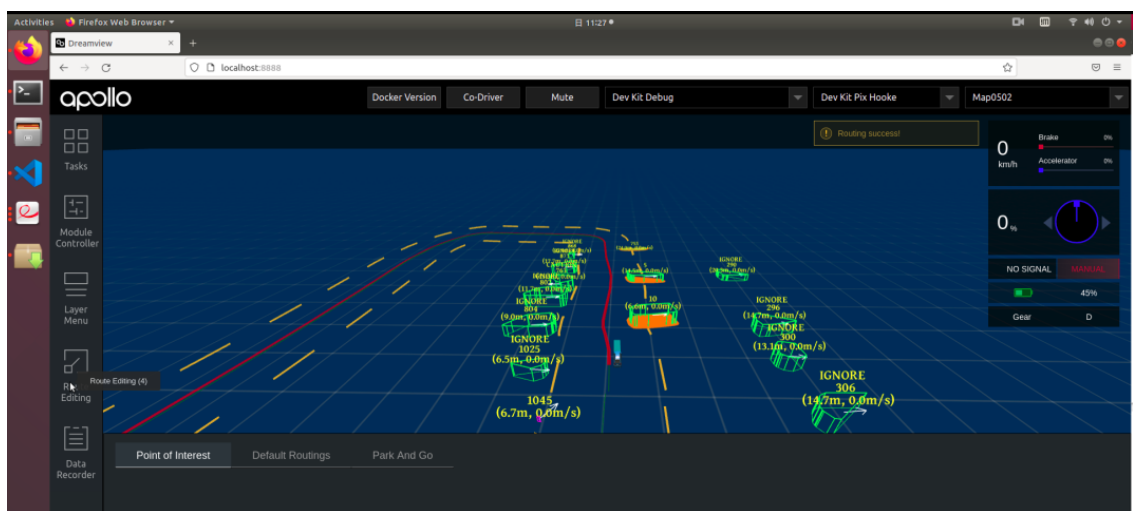 Activities Firefox Web Browser
日 11:27
Dreamview
localhost:8888
apollo
Docker Version
Co-Driver
Mute
Dev Kit Debug
Dev Kit Pix Hooke
Map0502
Routing success!
Tasks
Module
Controller
Layer
Menu
Editing
Route Editing (4)
Data
Recorder
0
km/h
Brake 0%
Accelerator 0%
0 %
NO SIGNAL
MANUAL
45%
Gear D
IGNORE
804
(9.0m, 0.0m/s)
IGNORE
1025
(6.5m, 0.0m/s)
1045
(6.7m, 0.0m/s)
5
10
(6.6m, 0.0m/s)
IGNORE
290
IGNORE
296
(14.7m, 0.0m/s)
IGNORE
300
(13.1m, 0.0m/s)
IGNORE
306
(14.7m, 0.0m/s)
Point of Interest
Default Routings
Park And Go